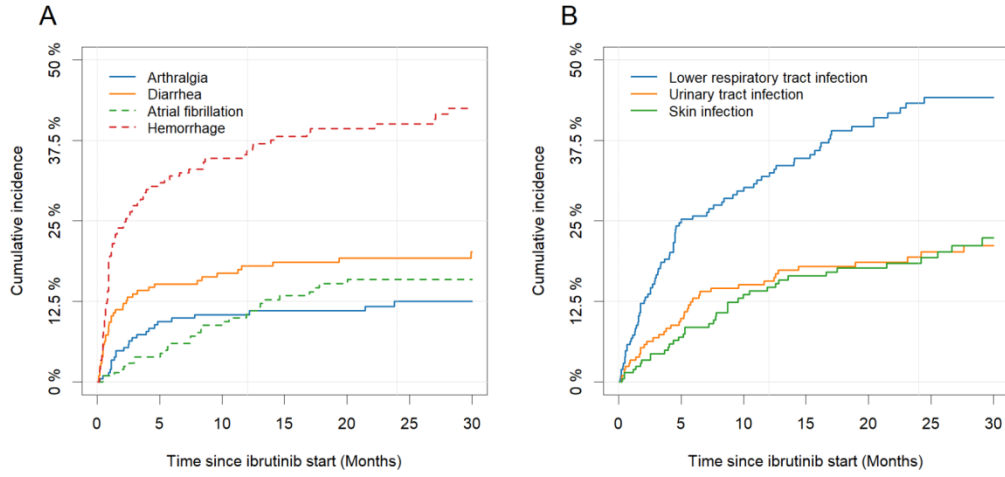 A
50 %
37.5 %
25 %
12.5 %
0 %
Cumulative incidence
Arthralgia
Diarrhea
Atrial fibrillation
Hemorrhage
0 5 10 15 20 25 30
Time since ibrutinib start (Months)
B
50 %
37.5 %
25 %
12.5 %
0 %
Cumulative incidence
Lower respiratory tract infection
Urinary tract infection
Skin infection
0 5 10 15 20 25 30
Time since ibrutinib start (Months)